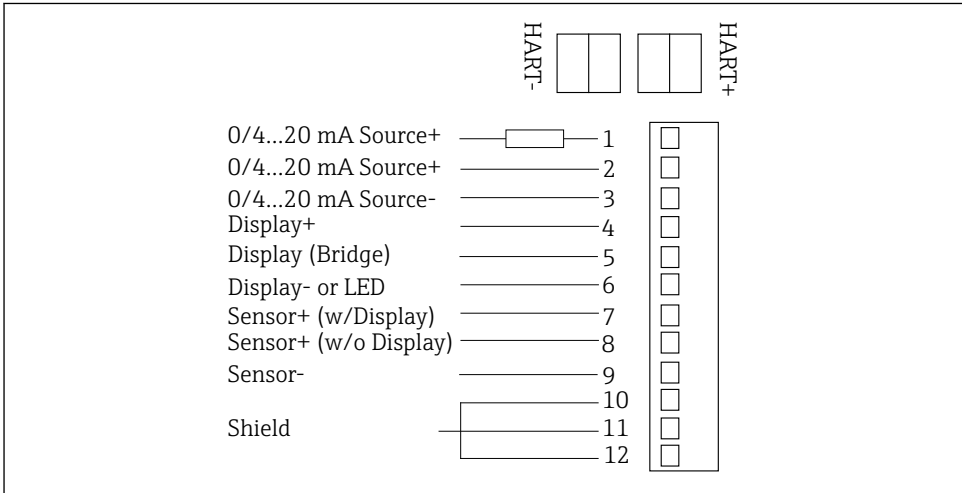 HART-
HART+
0/4...20 mA Source+ 1
0/4...20 mA Source+ 2
0/4...20 mA Source- 3
Display+ 4
Display (Bridge) 5
Display- or LED 6
Sensor+ (w/Display) 7
Sensor+ (w/o Display) 8
Sensor- 9
10
Shield 11
12